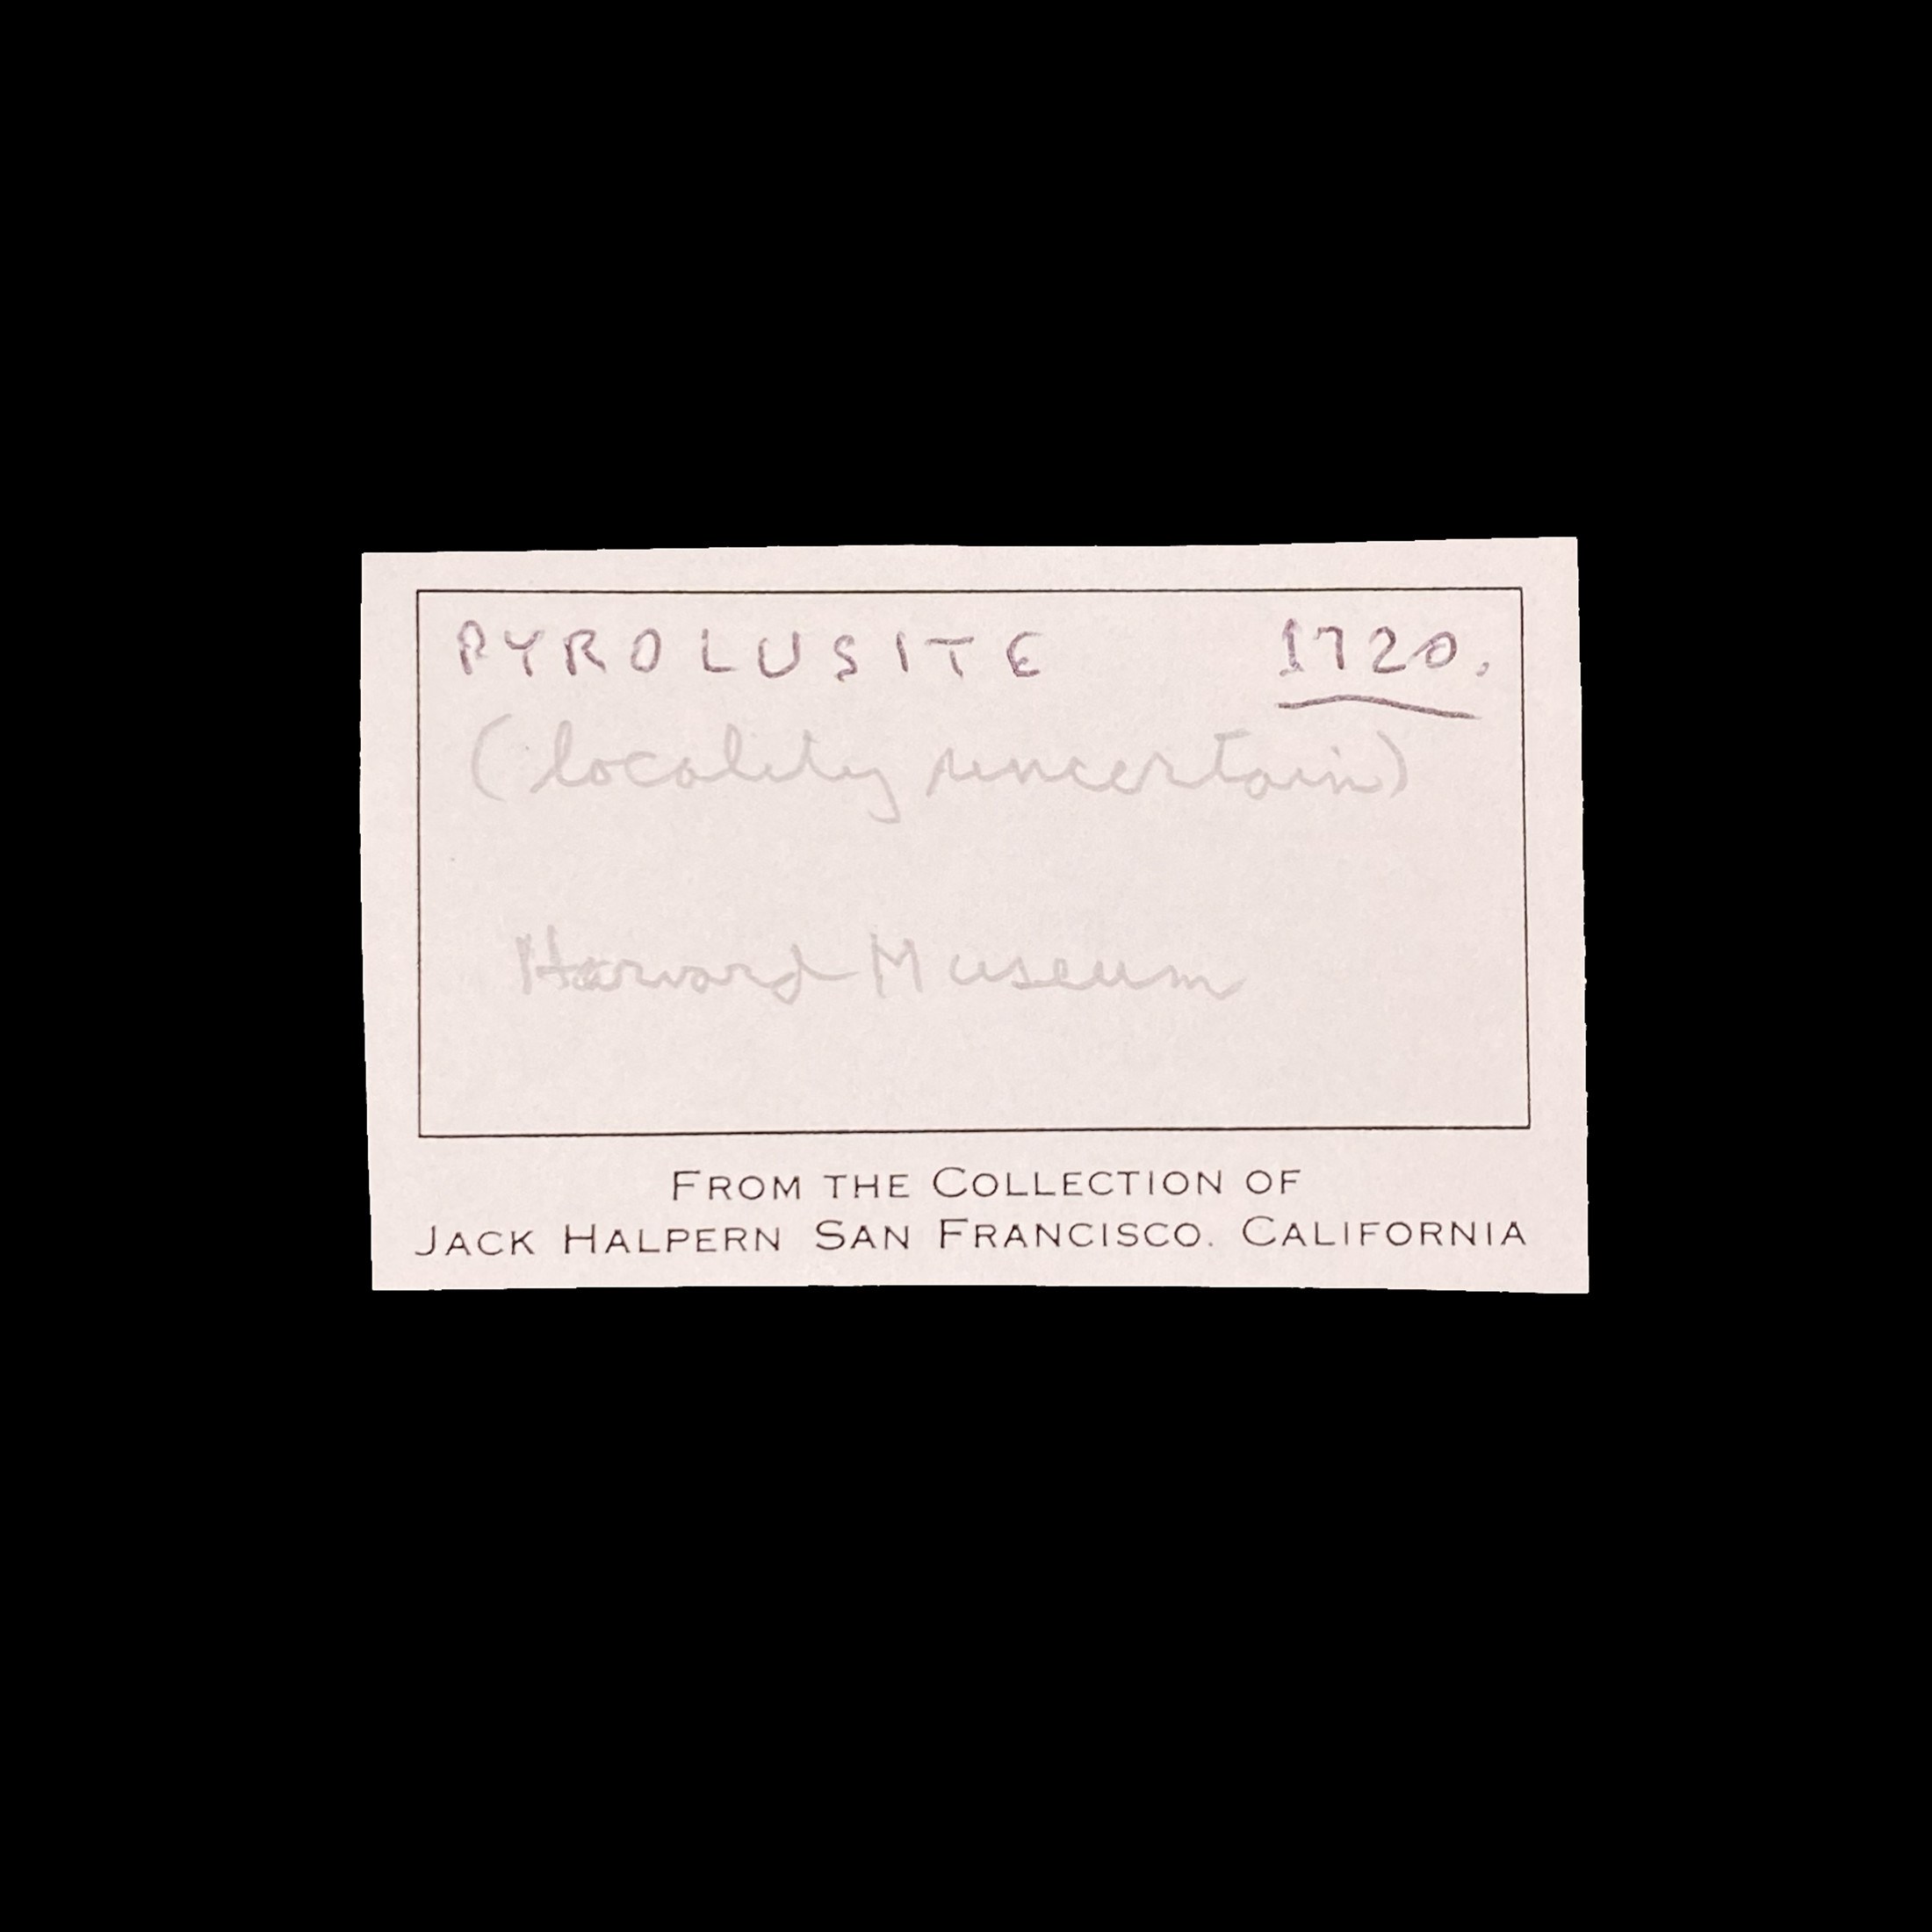 PYROLUSITE 1720.
(locality uncertain)
Harvard Museum
FROM THE COLLECTION OF
JACK HALPERN SAN FRANCISCO. CALIFORNIA